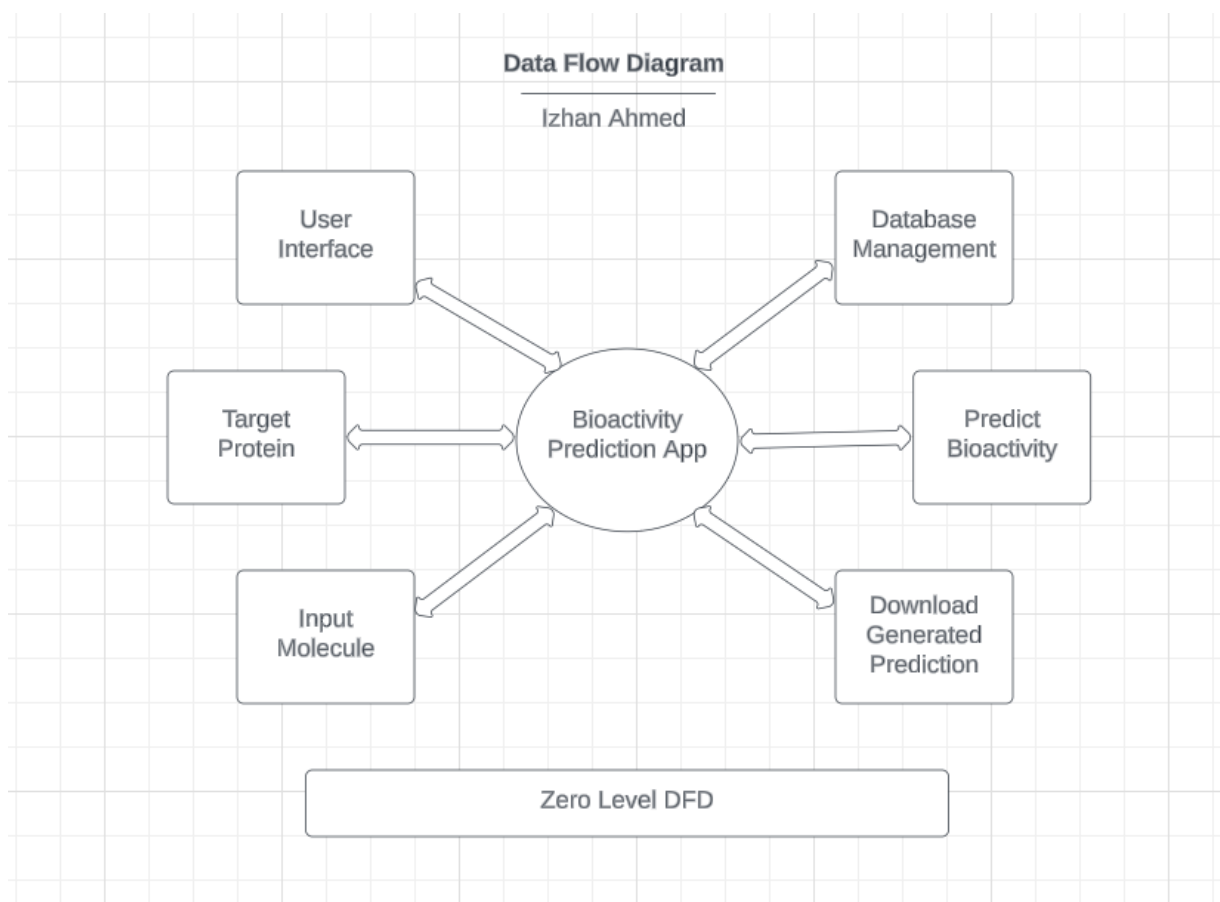 Data Flow Diagram
Izhan Ahmed
User
Interface
Database
Management
Target
Protein
Bioactivity
Prediction App
Predict
Bioactivity
Input
Molecule
Download
Generated
Prediction
Zero Level DFD